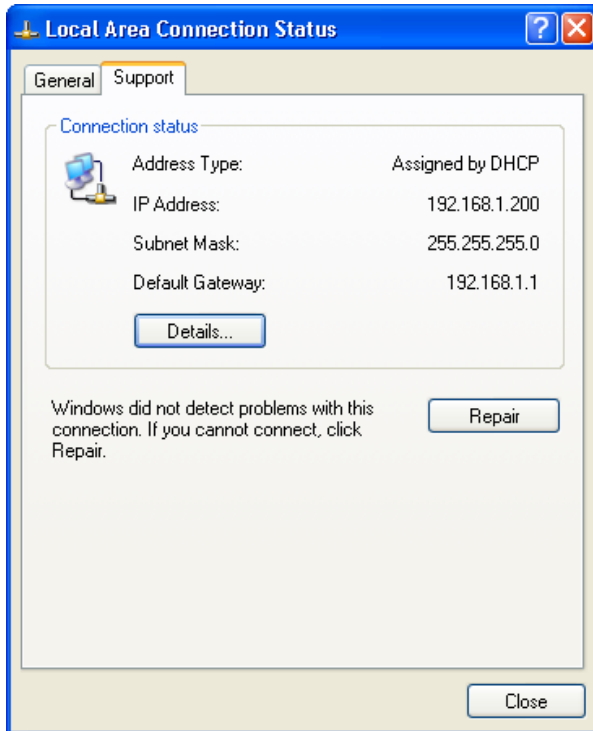 Local Area Connection Status
General
Support
Connection status
Address Type: Assigned by DHCP
IP Address: 192.168.1.200
Subnet Mask: 255.255.255.0
Default Gateway: 192.168.1.1
Details...
Windows did not detect problems with this
connection. If you cannot connect, click
Repair.
Repair
Close